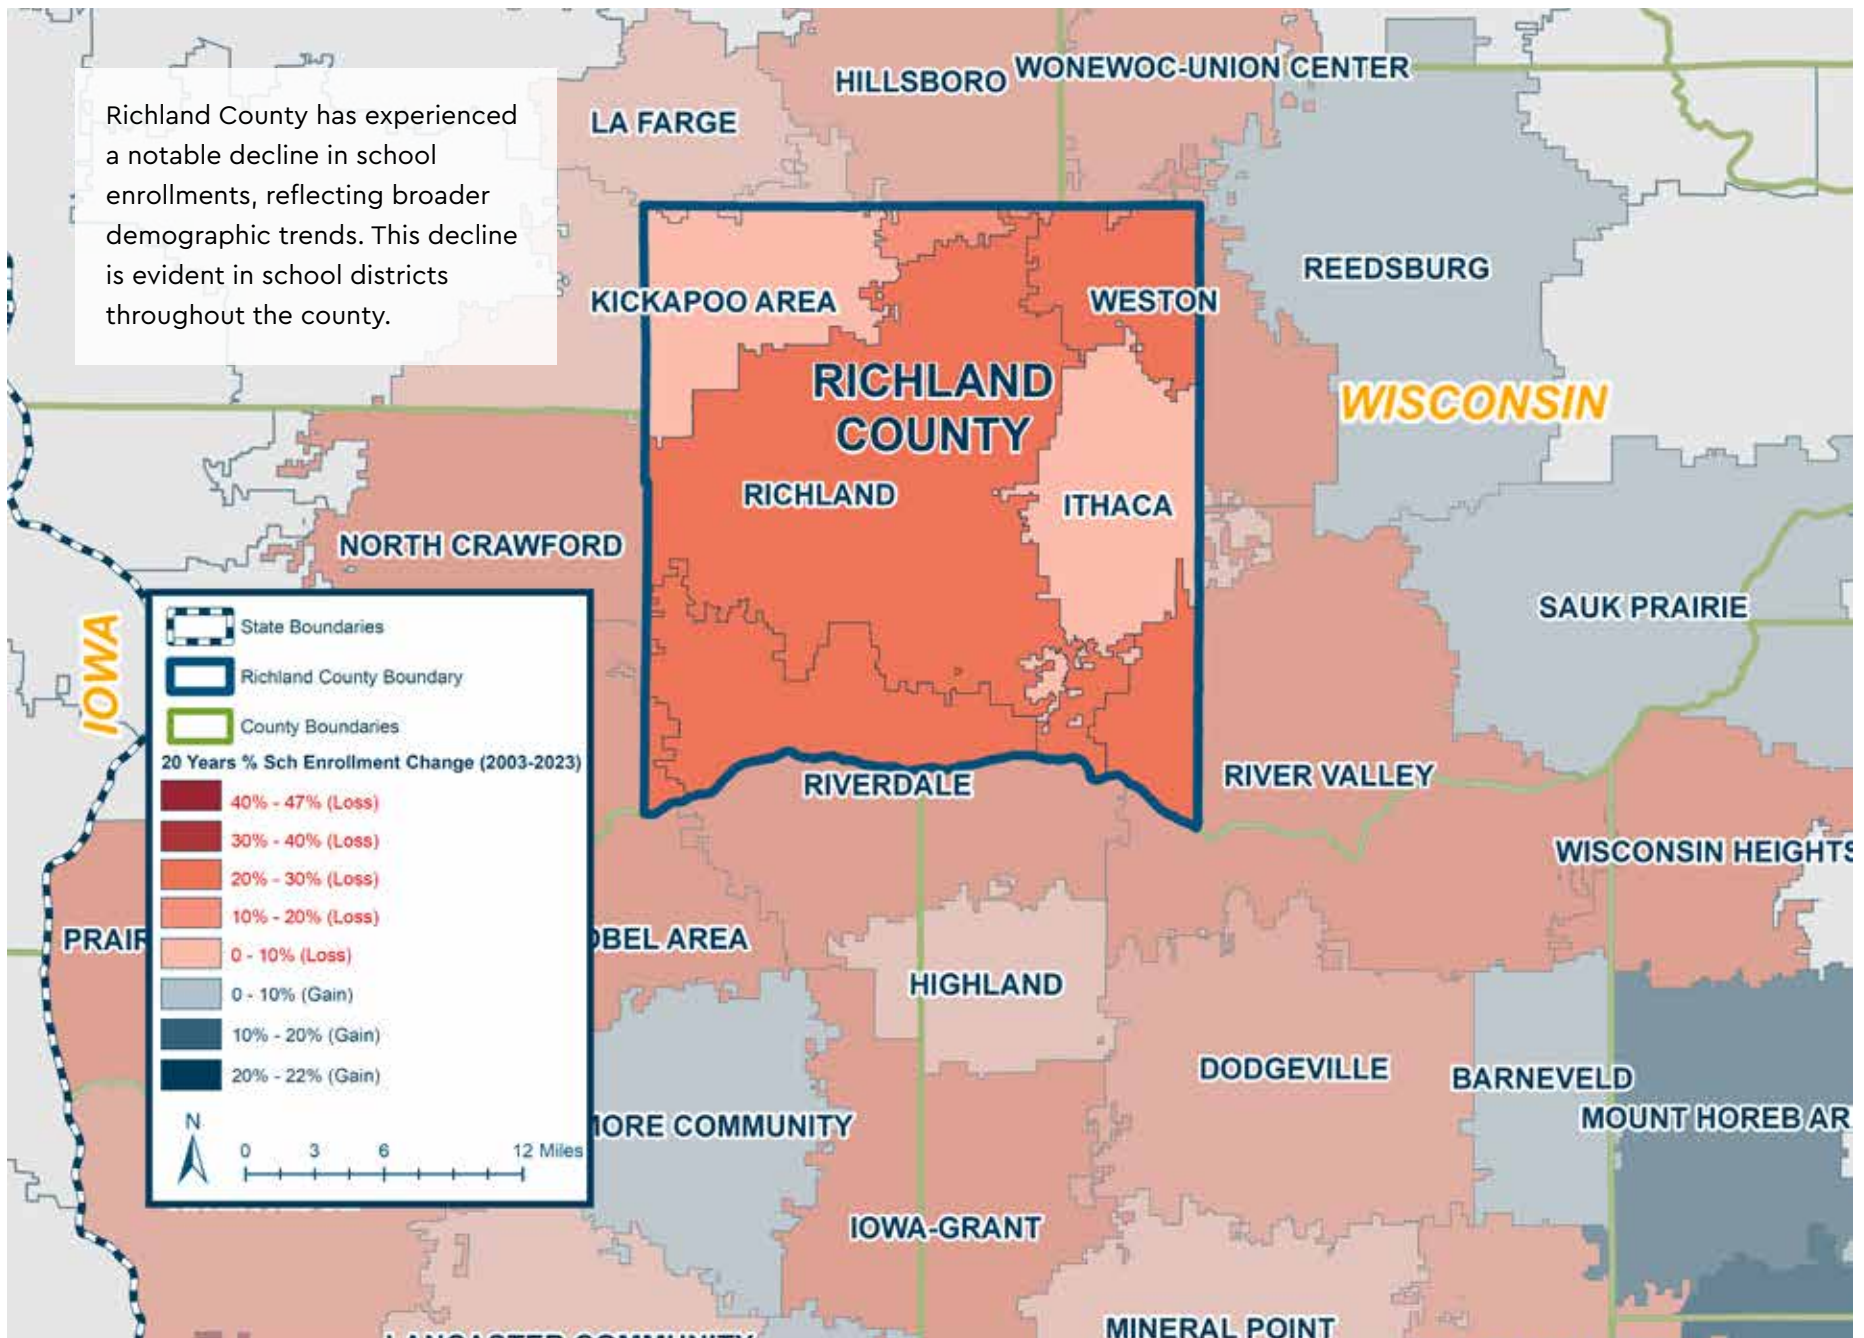 Richland County has experienced
a notable decline in school
enrollments, reflecting broader
demographic trends. This decline
is evident in school districts
throughout the county.
HILLSBORO
WONEWOC-UNION CENTER
LA FARGE
REEDSBURG
KICKAPOO AREA
WESTON
RICHLAND
COUNTY
WISCONSIN
RICHLAND
ITHACA
NORTH CRAWFORD
SAUK PRAIRIE
IOWA
RIVERDALE
RIVER VALLEY
WISCONSIN HEIGHTS
PRAIR
OBEL AREA
HIGHLAND
DODGEVILLE
BARNEVELD
MOUNT HOREB AR
MORE COMMUNITY
IOWA-GRANT
MINERAL POINT
LANCASTER COMMUNITY
State Boundaries
Richland County Boundary
County Boundaries
20 Years % Sch Enrollment Change (2003-2023)
40% - 47% (Loss)
30% - 40% (Loss)
20% - 30% (Loss)
10% - 20% (Loss)
0 - 10% (Loss)
0 - 10% (Gain)
10% - 20% (Gain)
20% - 22% (Gain)
N
0 3 6 12 Miles